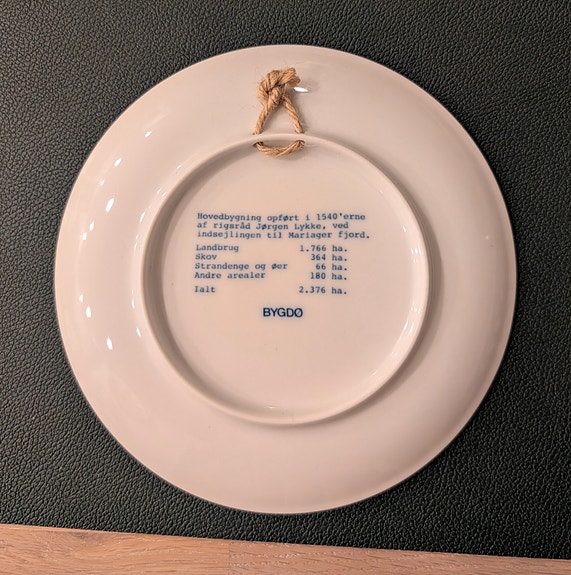 Hovedbygning opført i 1540'erne
af rigsråd Jørgen Lykke, ved
indsejlingen til Mariager fjord.
Landbrug 1.766 ha.
Skov 364 ha.
Strandenge og øer 66 ha.
Andre arealer 180 ha.
Ialt 2.376 ha.
BYGDØ